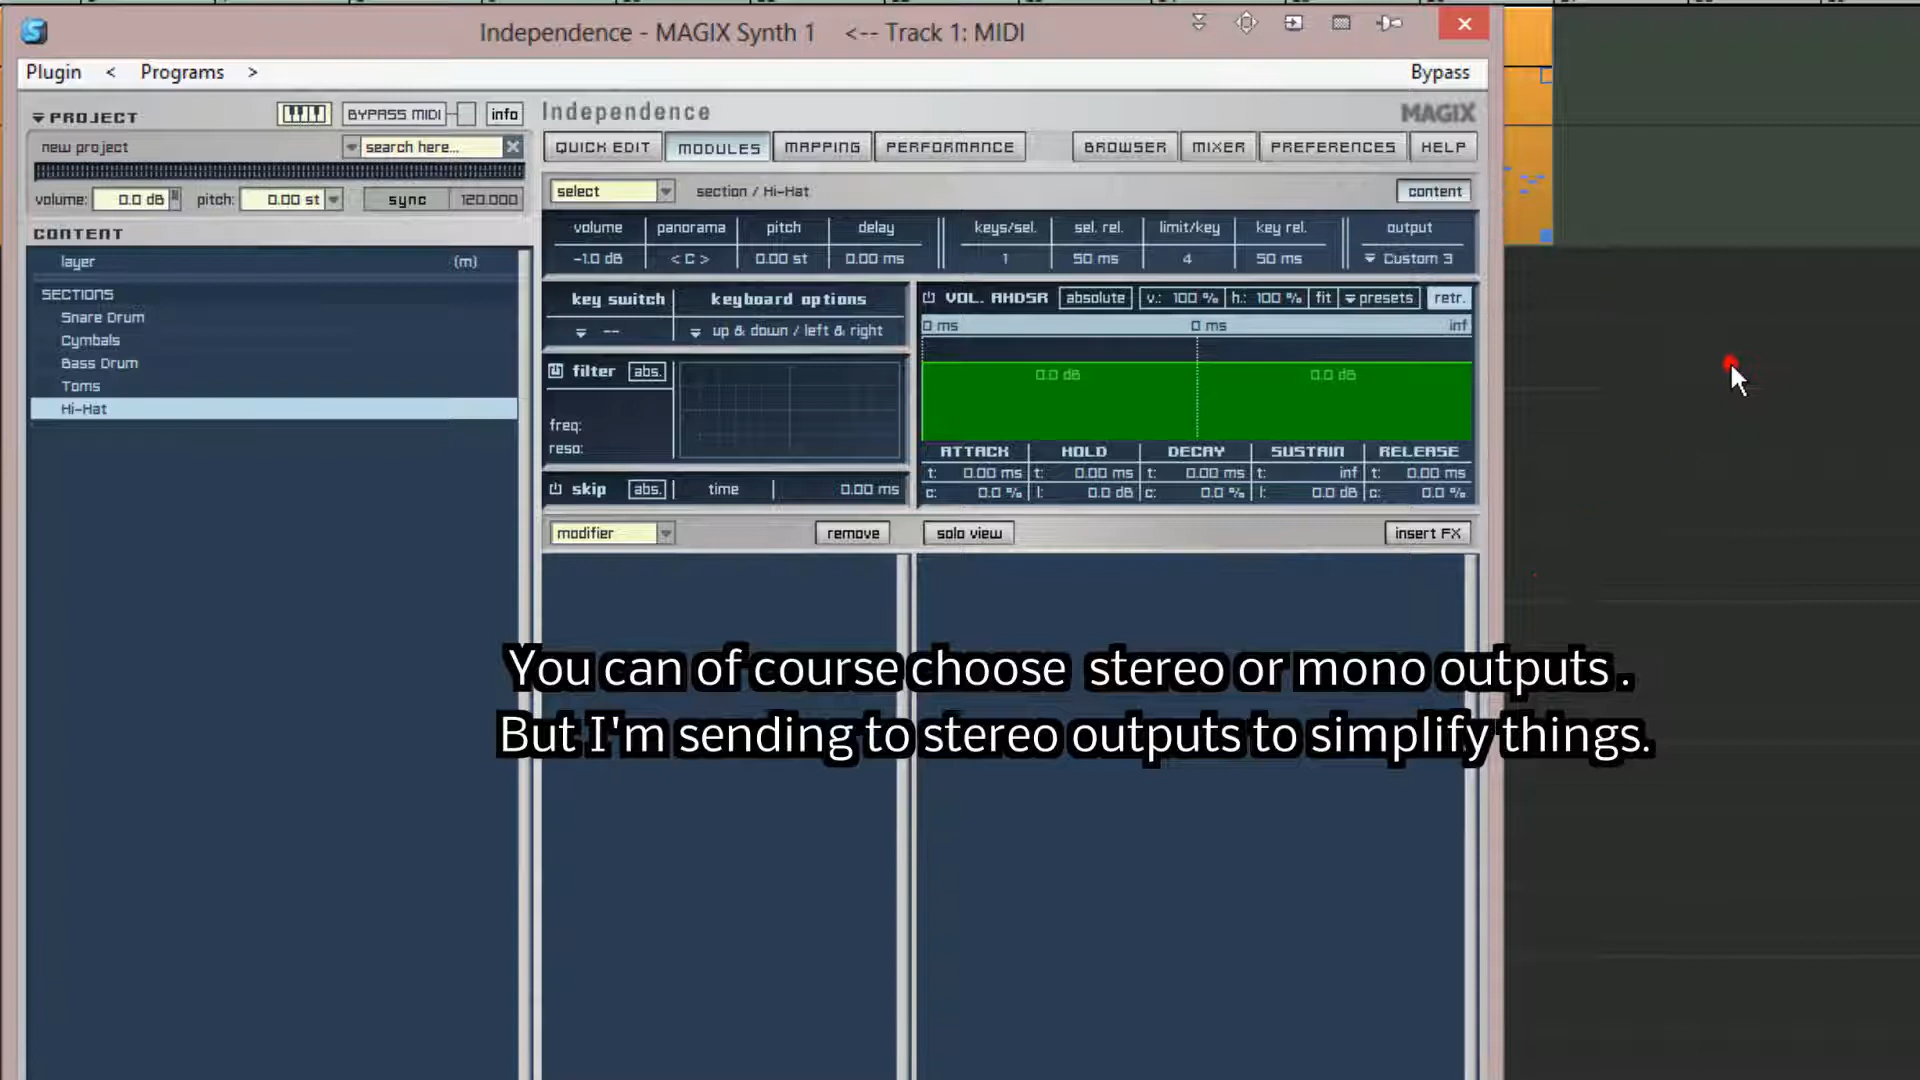 Independence - MAGIX Synth 1 <-- Track 1: MIDI
Plugin < Programs > Bypass
PROJECT BYPASS MIDI info
new project search here...
volume: 0.0 dB pitch: 0.00 st sync 120.000
CONTENT
layer (m)
SECTIONS
Snare Drum
Cymbals
Bass Drum
Toms
Hi-Hat
Independence MAGIX
QUICK EDIT MODULES MAPPING PERFORMANCE BROWSER MIXER PREFERENCES HELP
select section / Hi-Hat content
volume panorama pitch delay keys/sel. sel. rel. limit/key key rel. output
-1.0 dB < C > 0.00 st 0.00 ms 1 50 ms 4 50 ms Custom 3
key switch keyboard options
-- up & down / left & right
filter abs.
freq:
reso:
skip abs. time 0.00 ms
VOL. AHDSR absolute v.: 100 % h.: 100 % fit presets retr.
0 ms 0 ms inf
0.0 dB 0.0 dB
ATTACK HOLD DECAY SUSTAIN RELEASE
t: 0.00 ms t: 0.00 ms t: 0.00 ms t: inf t: 0.00 ms
c: 0.0 % l: 0.0 dB c: 0.0 % l: 0.0 dB c: 0.0 %
modifier remove solo view insert FX
You can of course choose stereo or mono outputs .
But I'm sending to stereo outputs to simplify things.